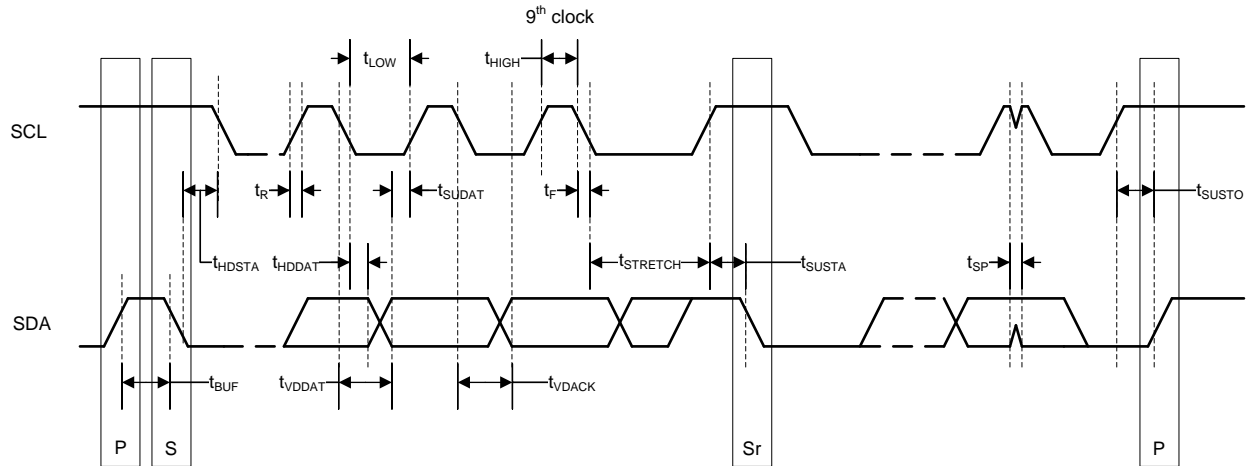 9th clock
tLOW
tHIGH
SCL
tR
tSUDAT
tF
tSUSTO
tHDSTA
tHDDAT
tSTRETCH
tSUSTA
tSP
SDA
tBUF
tVDDAT
tVDACK
P
S
Sr
P